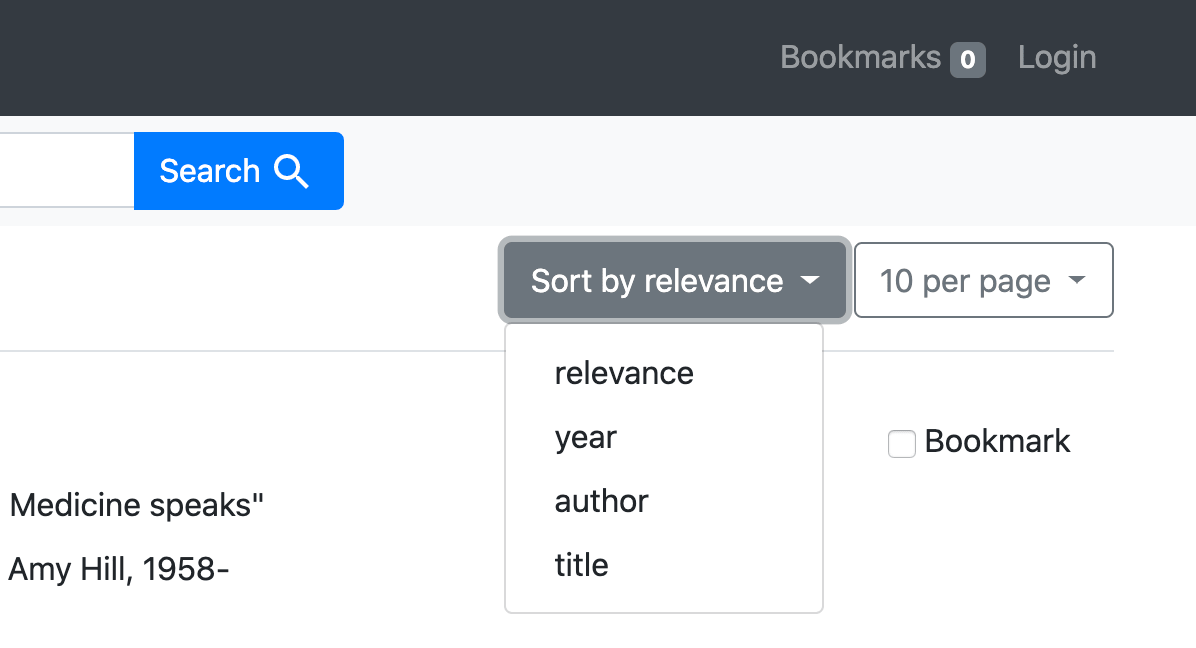 Bookmarks 0 Login
Search
Sort by relevance 10 per page
relevance
year
author
title
Bookmark
Medicine speaks"
Amy Hill, 1958-